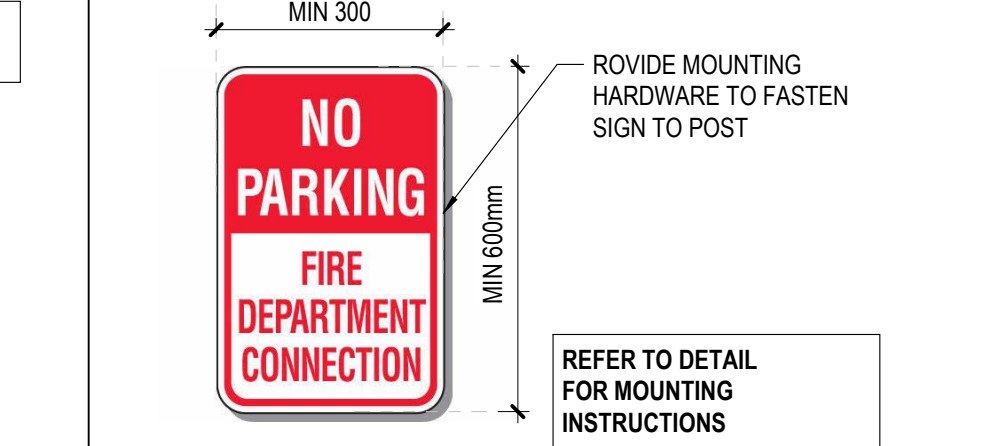 MIN 300
NO
PARKING
FIRE
DEPARTMENT
CONNECTION
MIN 600mm
ROVIDE MOUNTING
HARDWARE TO FASTEN
SIGN TO POST
REFER TO DETAIL
FOR MOUNTING
INSTRUCTIONS